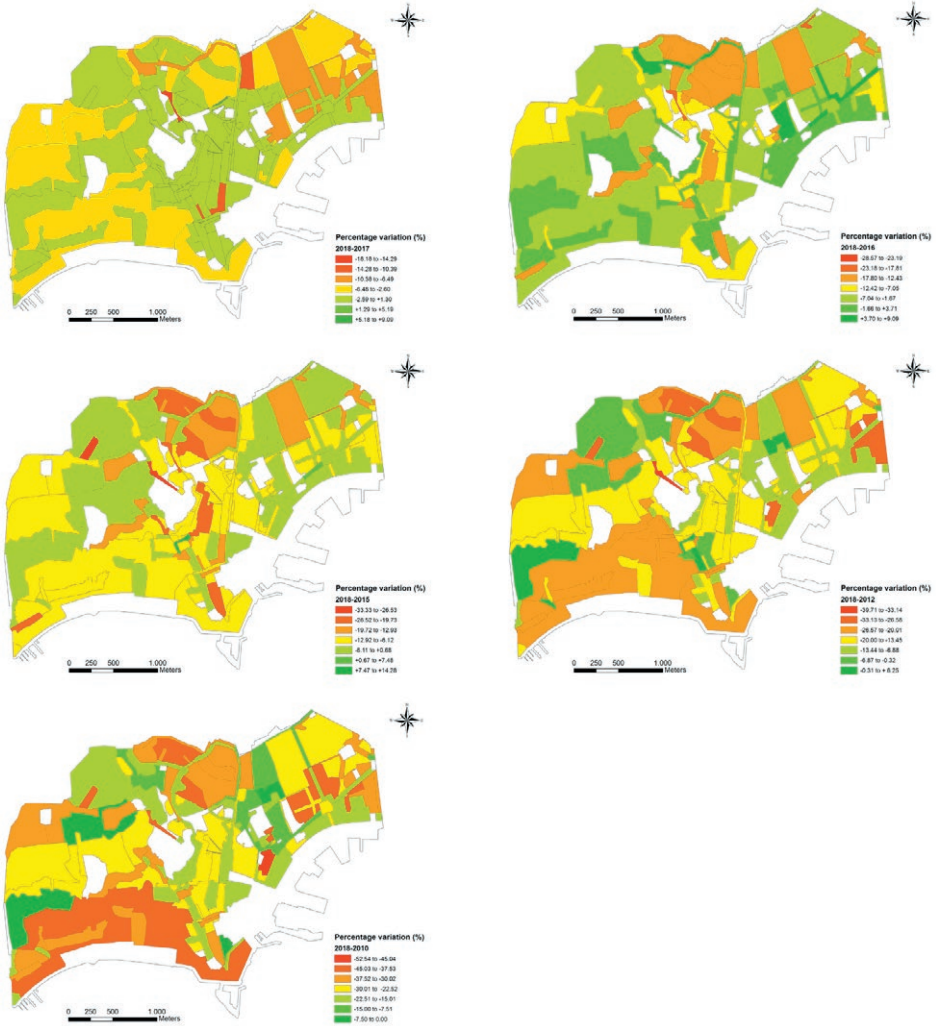 Percentage variation (%)
2018-2017
-18.18 to -14.29
-14.28 to -10.39
-10.38 to -6.49
-6.48 to -2.60
-2.59 to +1.30
+1.29 to +5.19
+5.18 to +9.09
0 250 500 1.000
Meters
Percentage variation (%)
2018-2016
-28.57 to -23.19
-23.18 to -17.81
-17.80 to -12.43
-12.42 to -7.05
-7.04 to -1.67
-1.66 to +3.71
+3.70 to +9.09
0 250 500 1.000
Meters
Percentage variation (%)
2018-2015
-33.33 to -26.53
-26.52 to -19.73
-19.72 to -12.93
-12.92 to -6.12
-6.11 to +0.68
+0.67 to +7.48
+7.47 to +14.28
0 250 500 1.000
Meters
Percentage variation (%)
2018-2012
-39.71 to -33.14
-33.13 to -26.58
-26.57 to -20.01
-20.00 to -13.45
-13.44 to -6.88
-6.87 to -0.32
-0.31 to + 6.25
0 250 500 1.000
Meters
Percentage variation (%)
2018-2010
-52.54 to -45.04
-45.03 to -37.53
-37.52 to -30.02
-30.01 to -22.52
-22.51 to -15.01
-15.00 to -7.51
-7.50 to 0.00
0 250 500 1.000
Meters